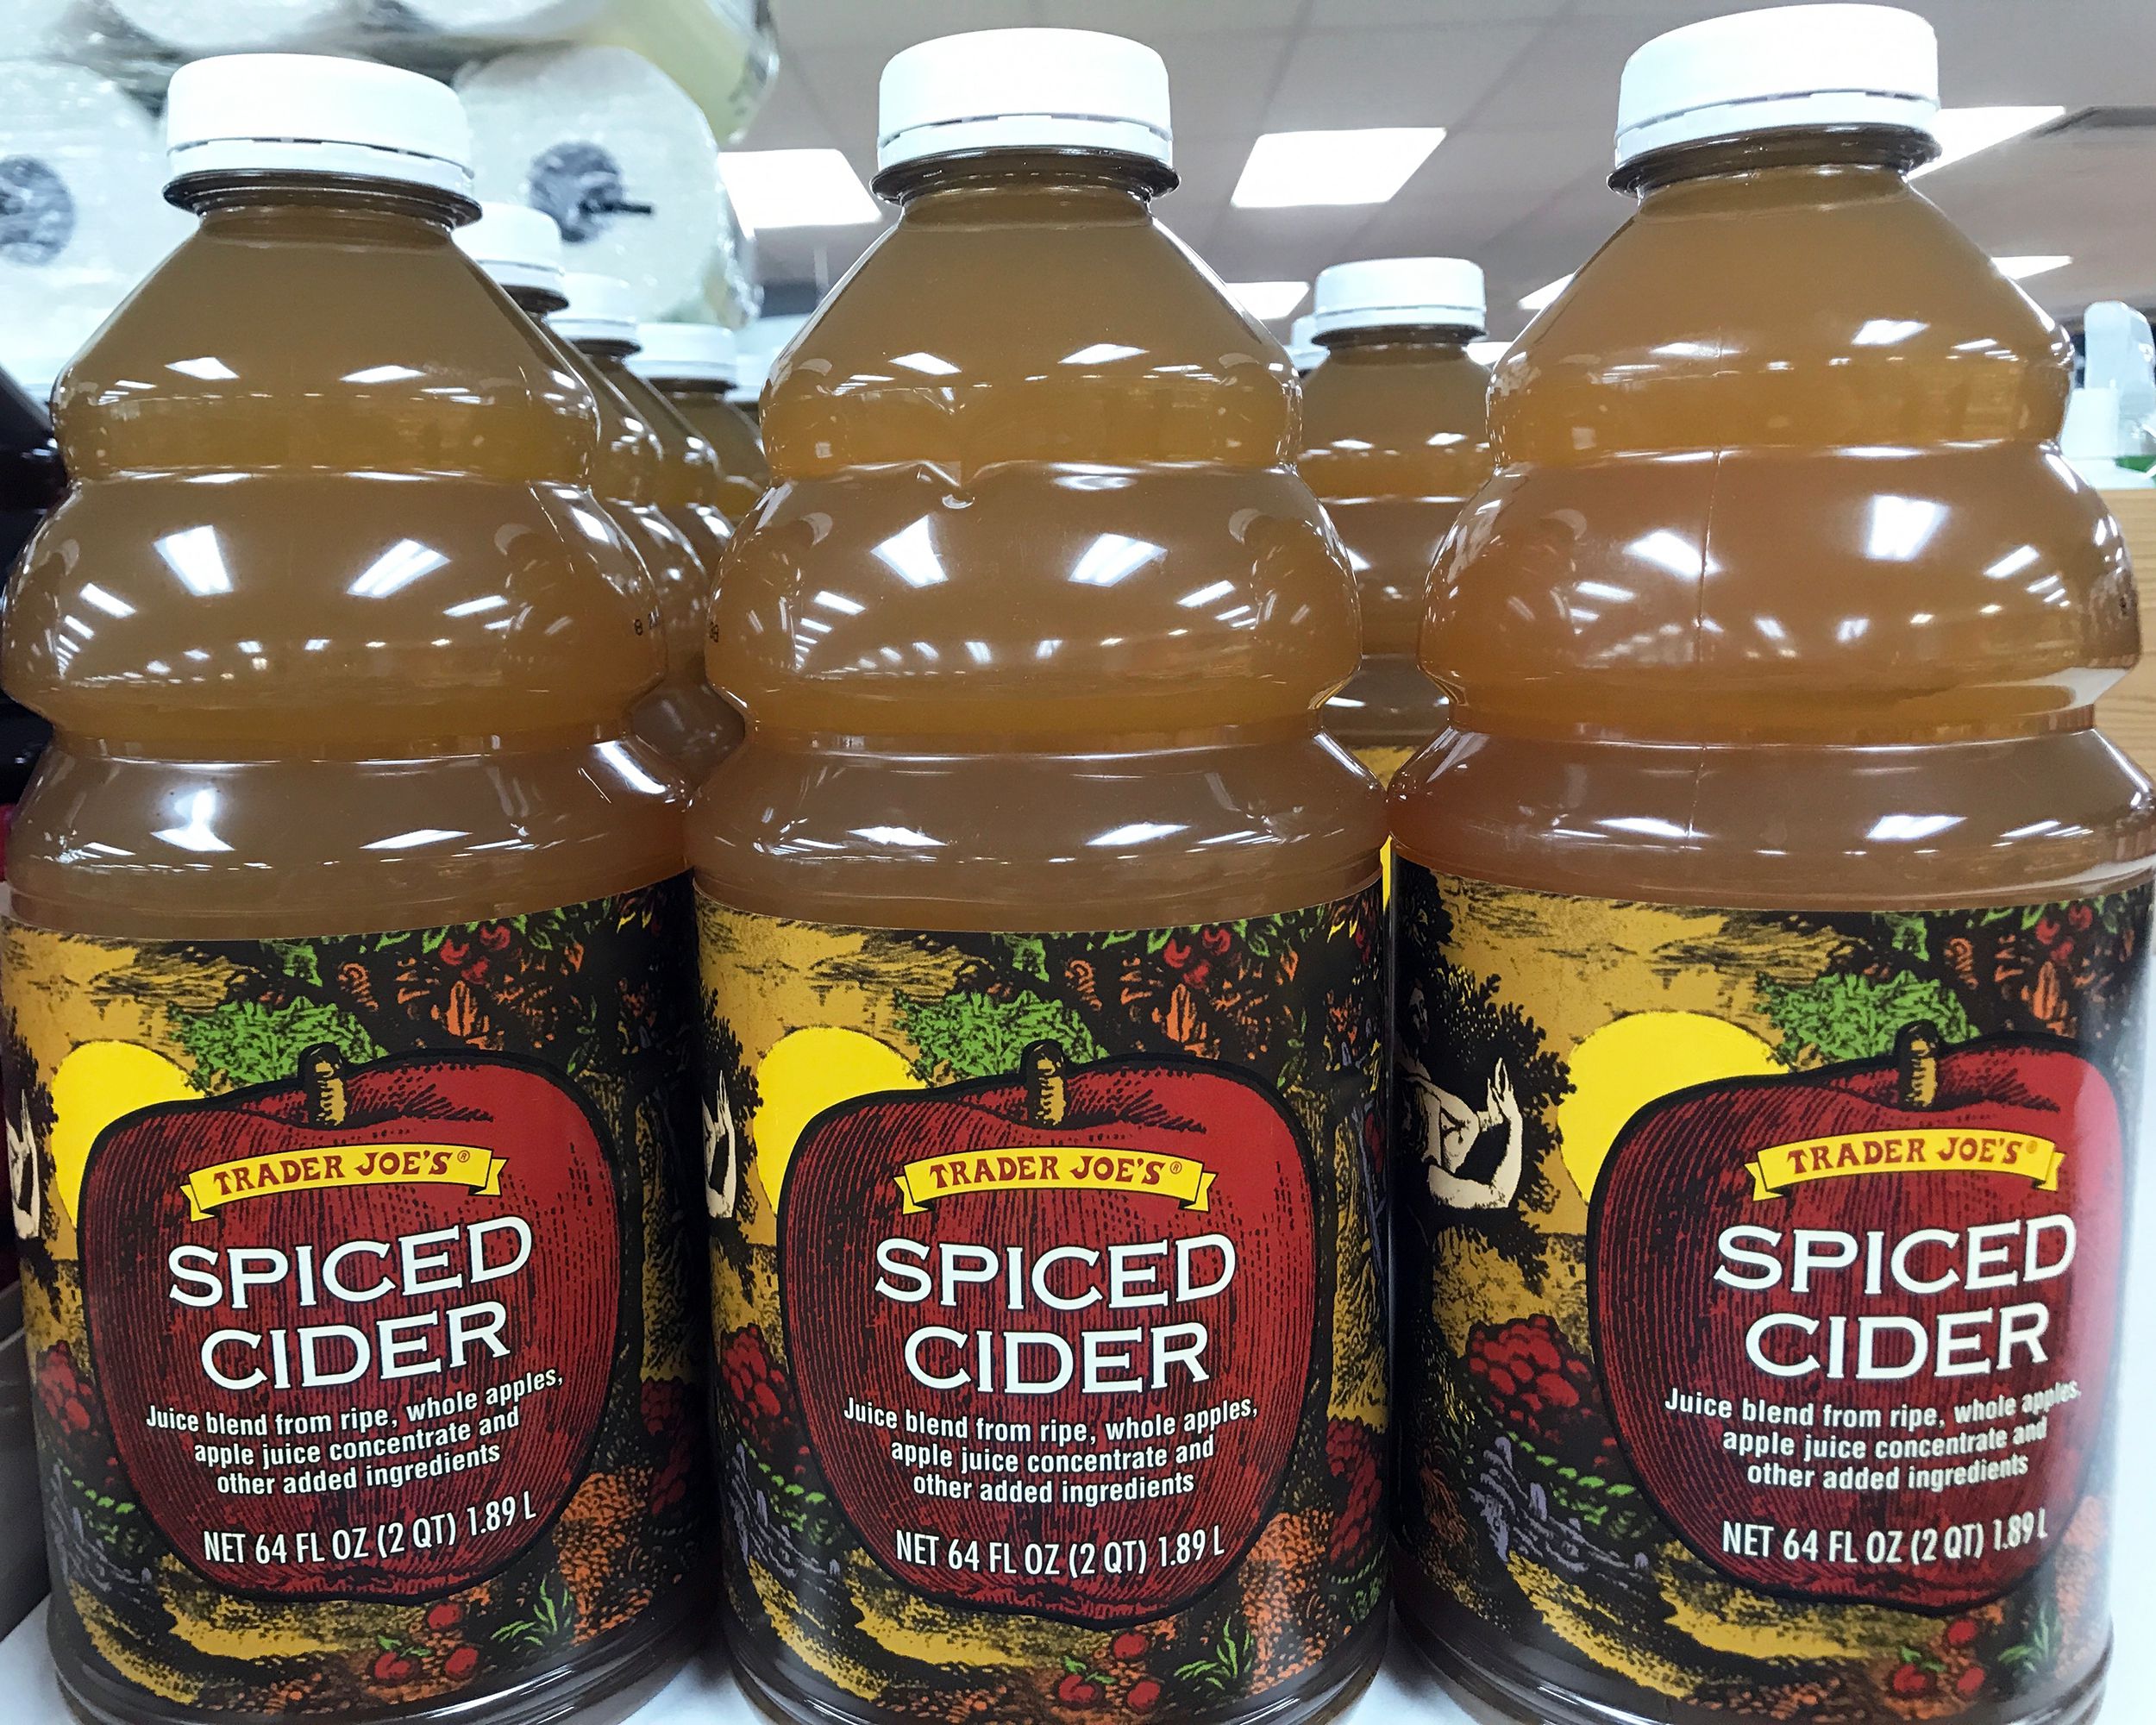 TRADER JOE'S®
SPICED
CIDER
Juice blend from ripe, whole apples,
apple juice concentrate and
other added ingredients
NET 64 FL OZ (2 QT) 1.89 L
TRADER JOE'S®
SPICED
CIDER
Juice blend from ripe, whole apples,
apple juice concentrate and
other added ingredients
NET 64 FL OZ (2 QT) 1.89 L
TRADER JOE'S®
SPICED
CIDER
Juice blend from ripe, whole apples,
apple juice concentrate and
other added ingredients
NET 64 FL OZ (2 QT) 1.89 L